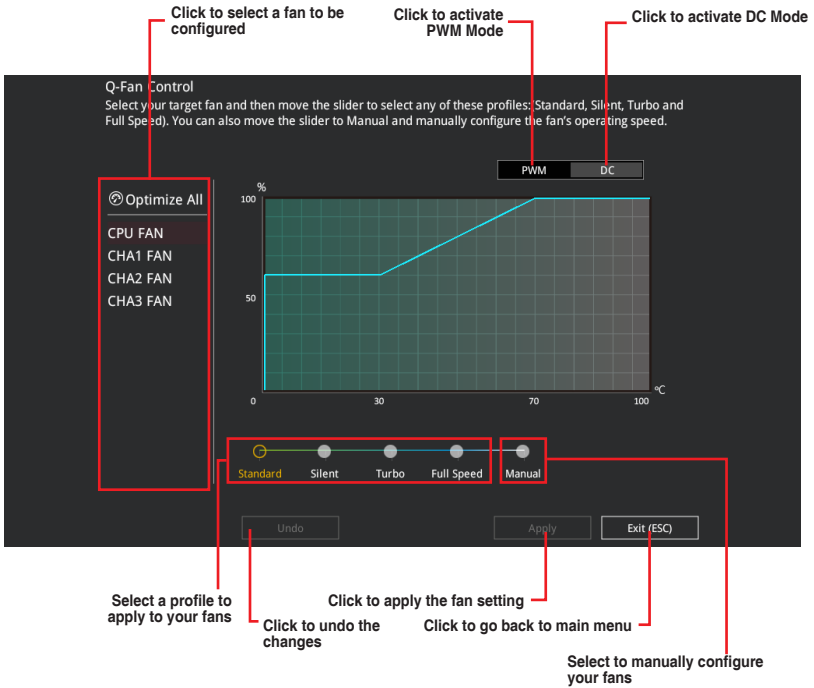 Click to select a fan to be
configured
Click to activate
PWM Mode
Click to activate DC Mode
Q-Fan Control
Select your target fan and then move the slider to select any of these profiles: Standard, Silent, Turbo and
Full Speed). You can also move the slider to Manual and manually configure the fan's operating speed.
PWM
DC
Optimize All
CPU FAN
CHA1 FAN
CHA2 FAN
CHA3 FAN
%
100
50
°C
0
30
70
100
Standard
Silent
Turbo
Full Speed
Manual
Undo
Apply
Exit (ESC)
Select a profile to
apply to your fans
Click to undo the
changes
Click to apply the fan setting
Click to go back to main menu
Select to manually configure
your fans